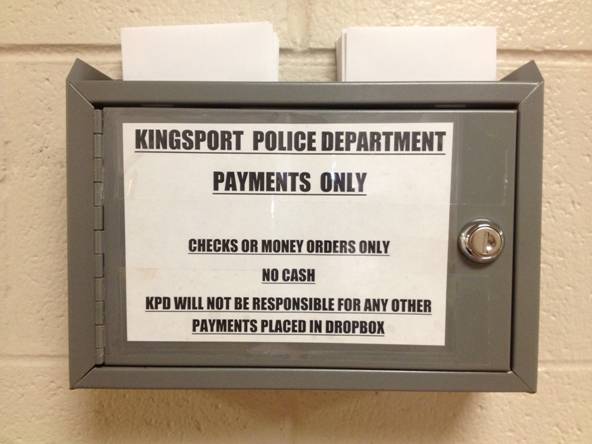 KINGSPORT POLICE DEPARTMENT
PAYMENTS ONLY
CHECKS OR MONEY ORDERS ONLY
NO CASH
KPD WILL NOT BE RESPONSIBLE FOR ANY OTHER
PAYMENTS PLACED IN DROPBOX